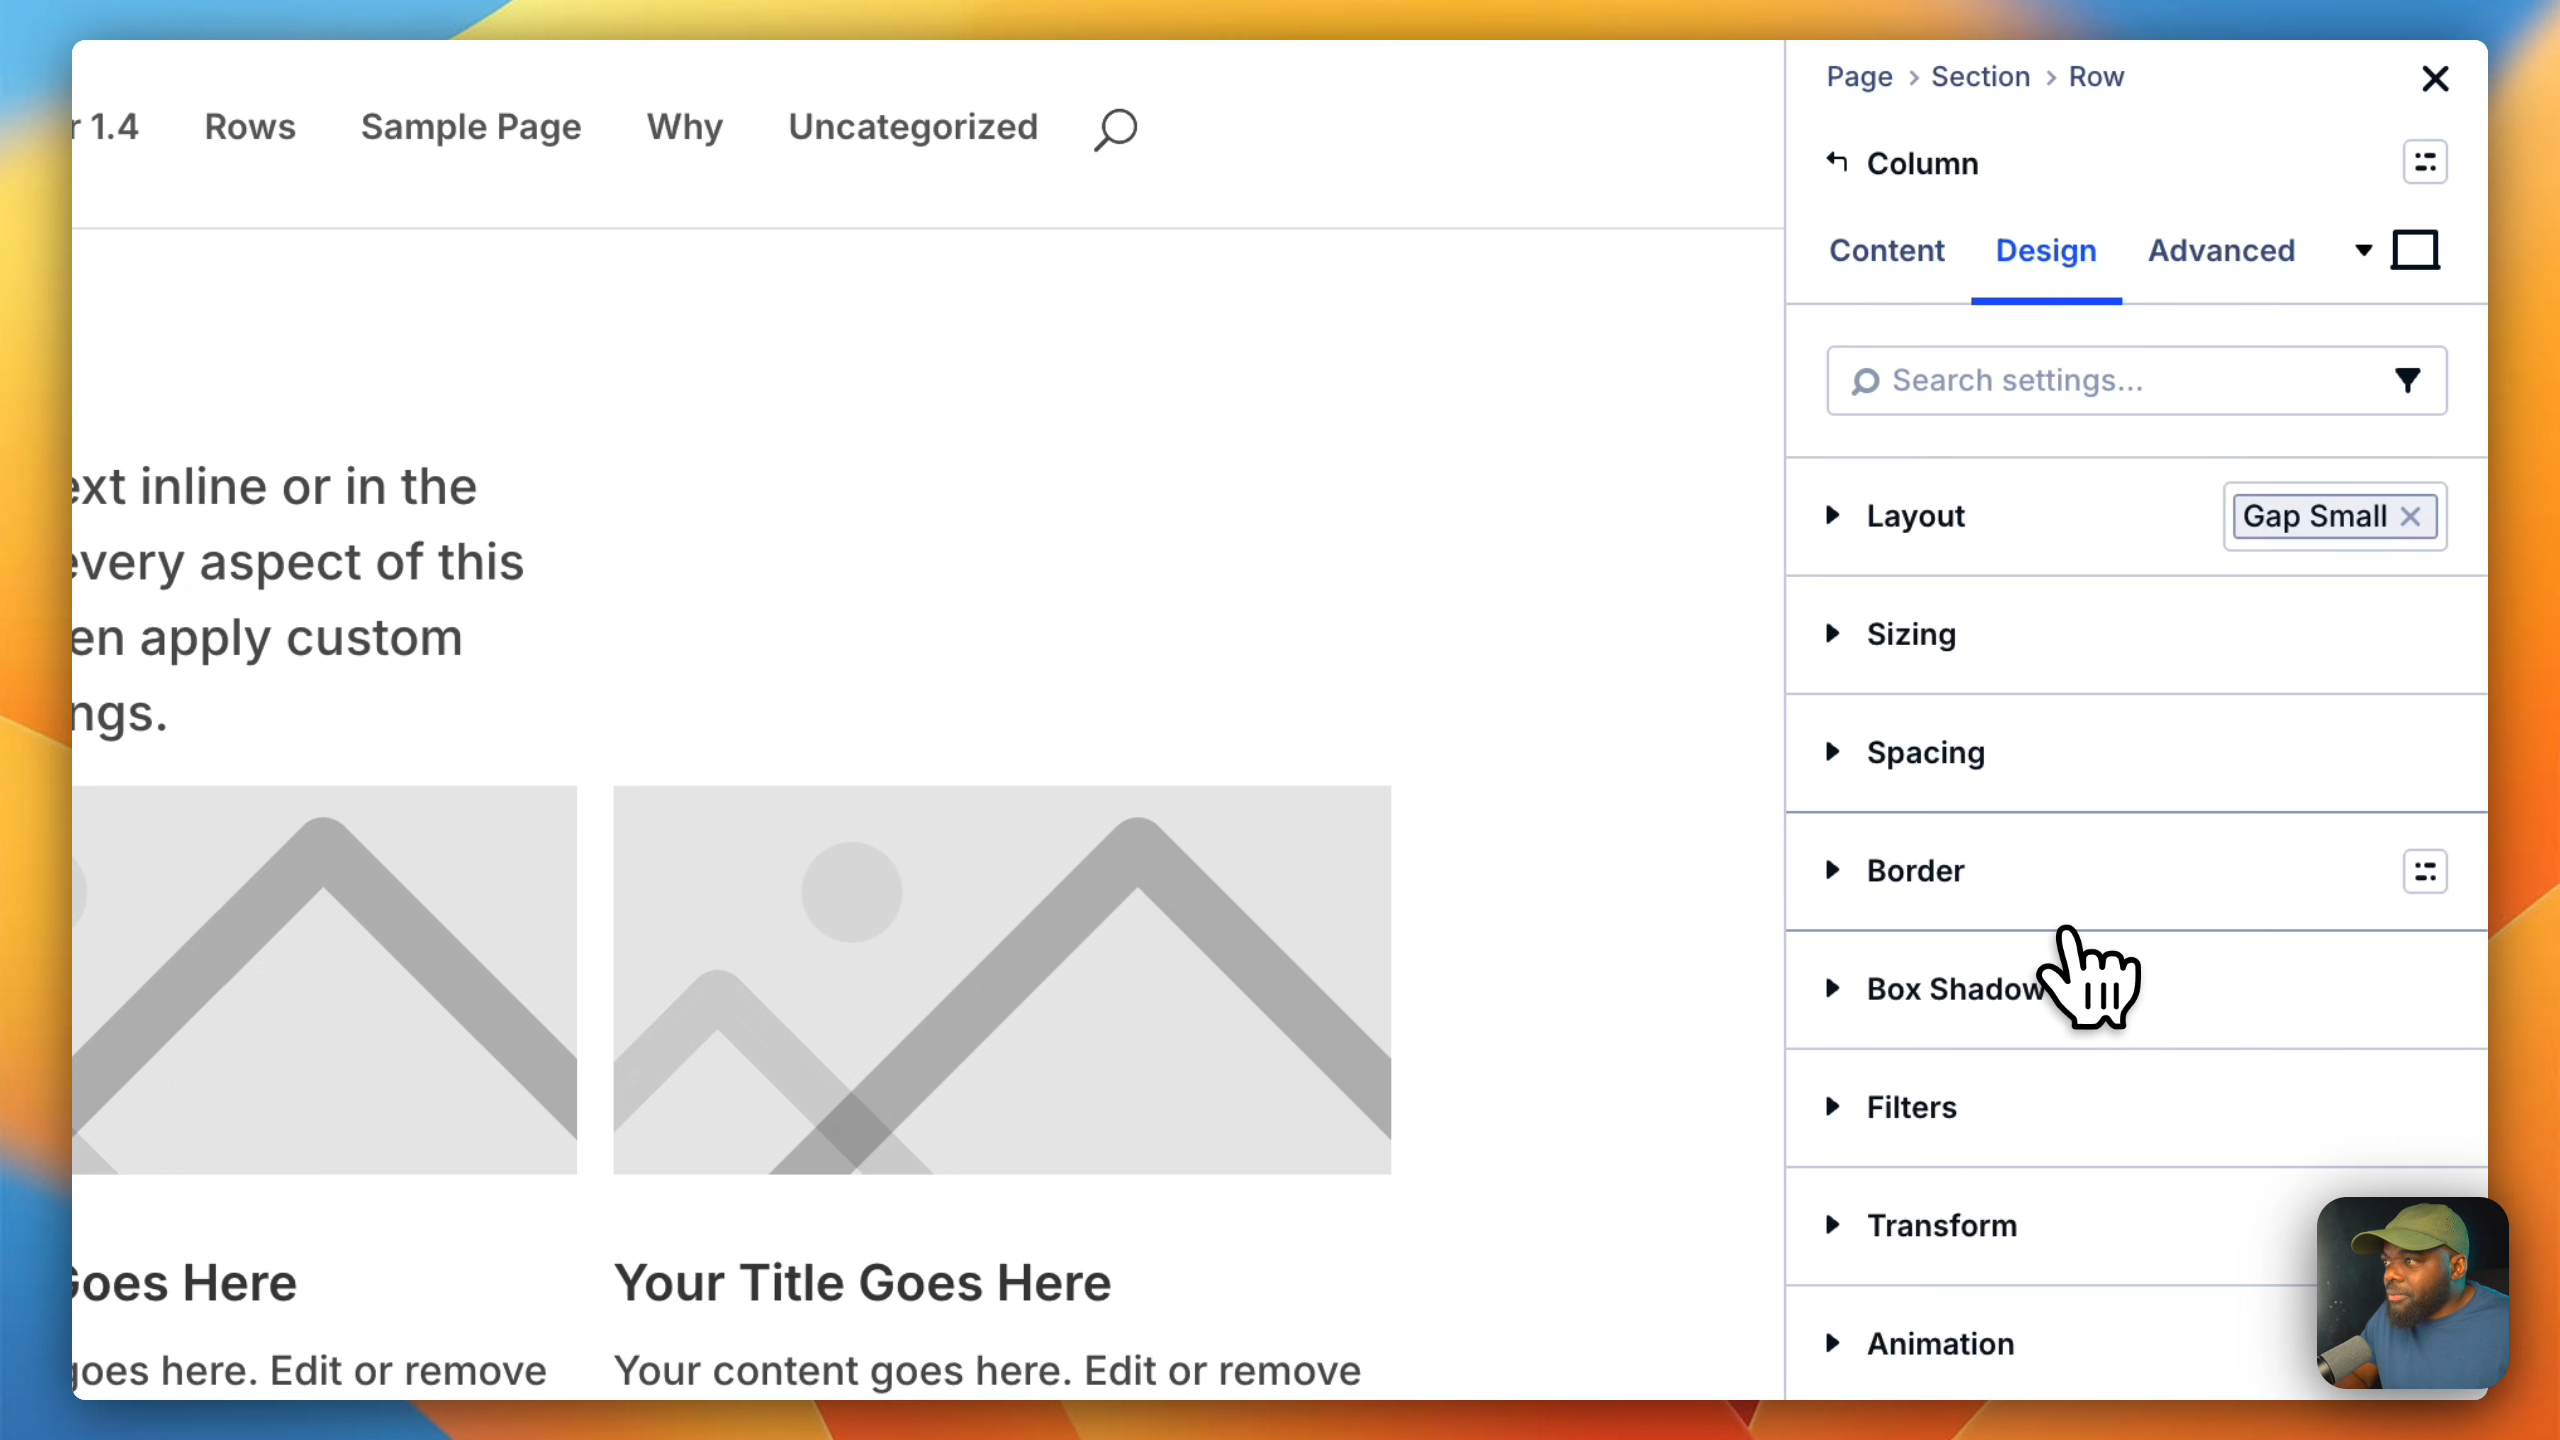 r 1.4 Rows Sample Page Why Uncategorized
ext inline or in the
every aspect of this
en apply custom
ngs.
Goes Here
goes here. Edit or remove
Your Title Goes Here
Your content goes here. Edit or remove
Page > Section > Row
Column
Content Design Advanced
Search settings...
Layout Gap Small
Sizing
Spacing
Border
Box Shadow
Filters
Transform
Animation